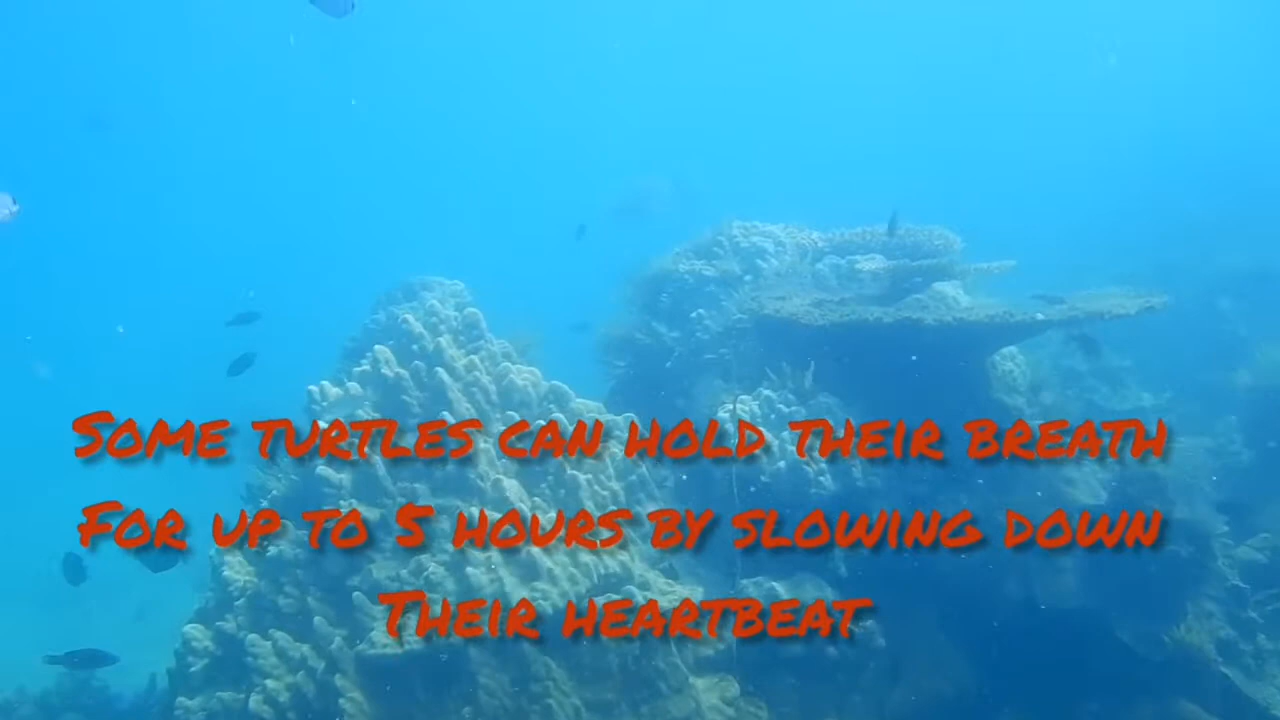 Some turtles can hold their breath
For up to 5 hours by slowing down
Their heartbeat